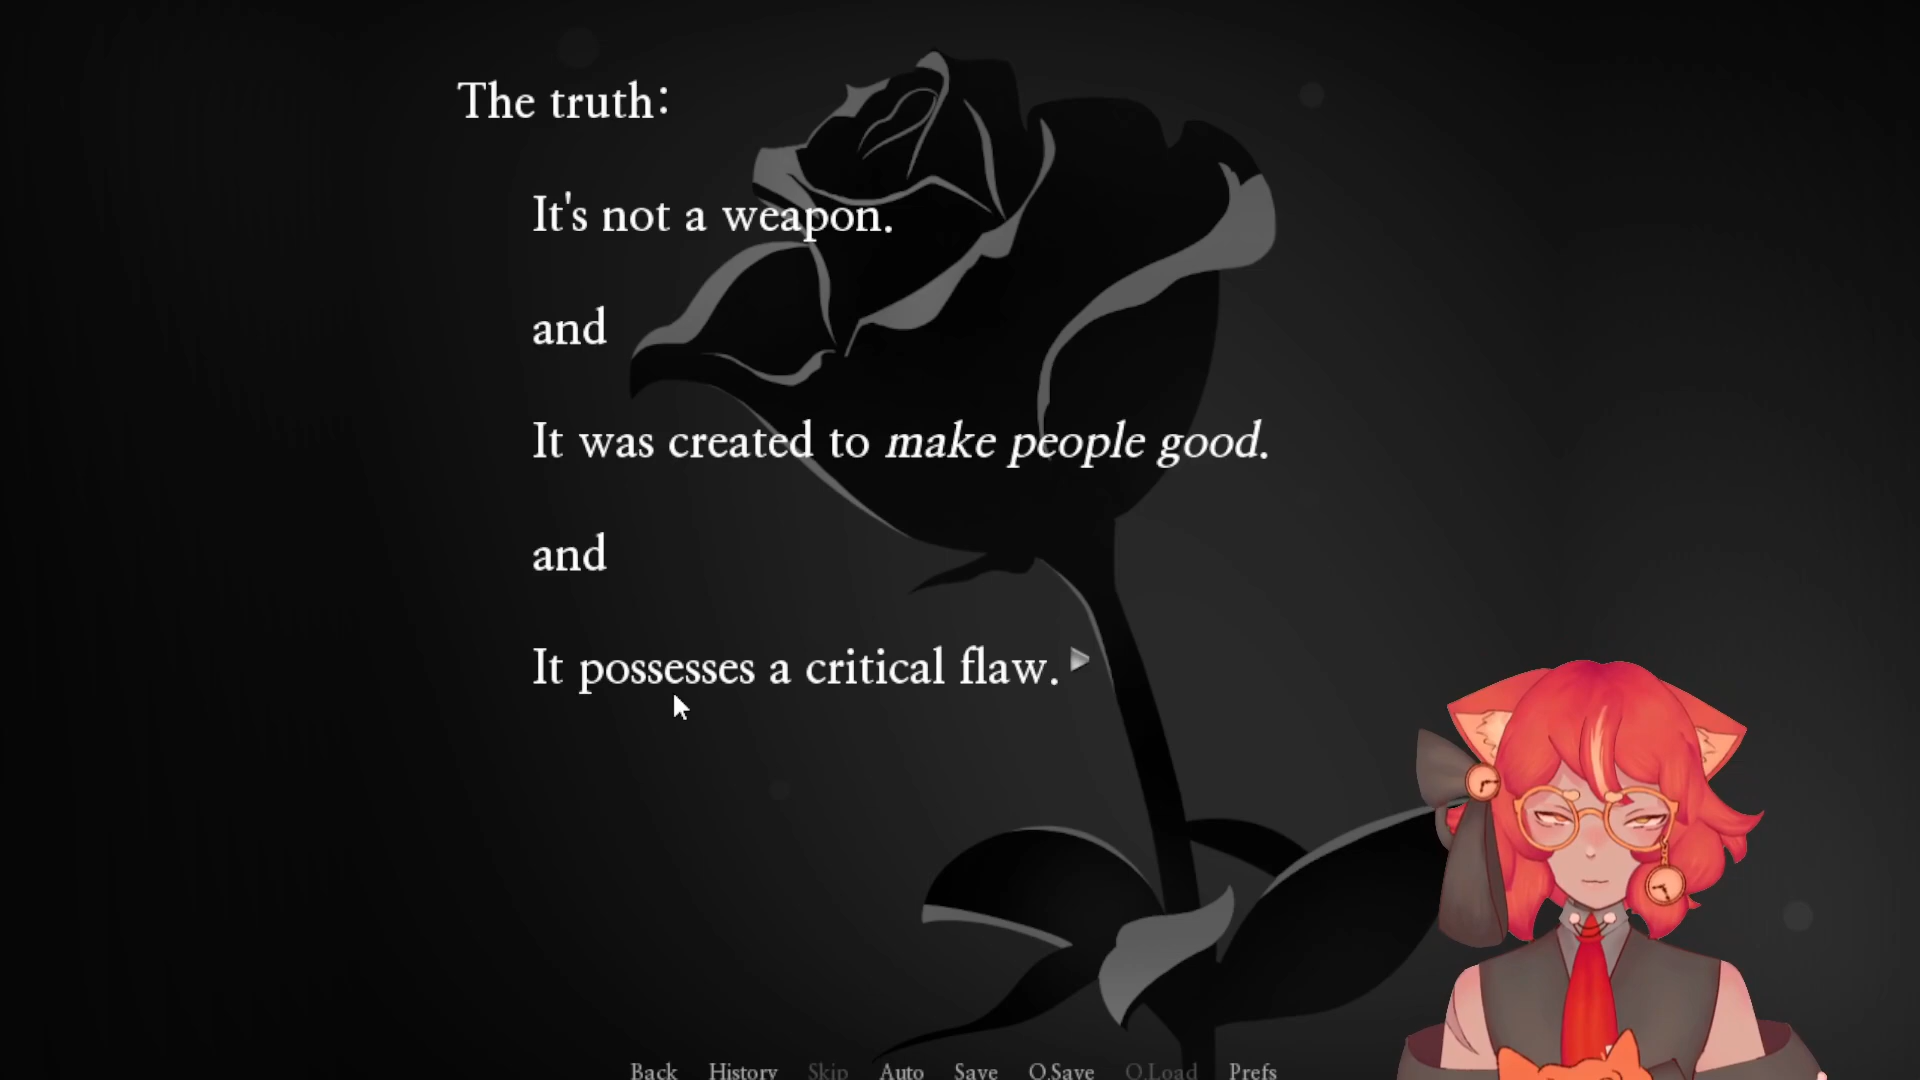 The truth:
It's not a weapon.
and
It was created to make people good.
and
It possesses a critical flaw.
Back History Skip Auto Save Q.Save Q.Load Prefs